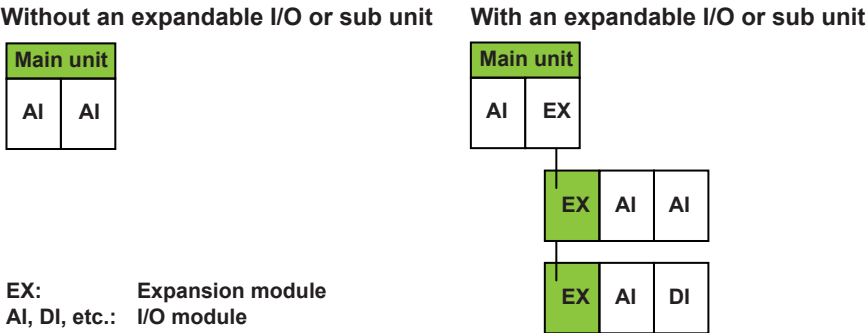 Without an expandable I/O or sub unit
Main unit
AI AI
With an expandable I/O or sub unit
Main unit
AI EX
EX AI AI
EX AI DI
EX: Expansion module
AI, DI, etc.: I/O module